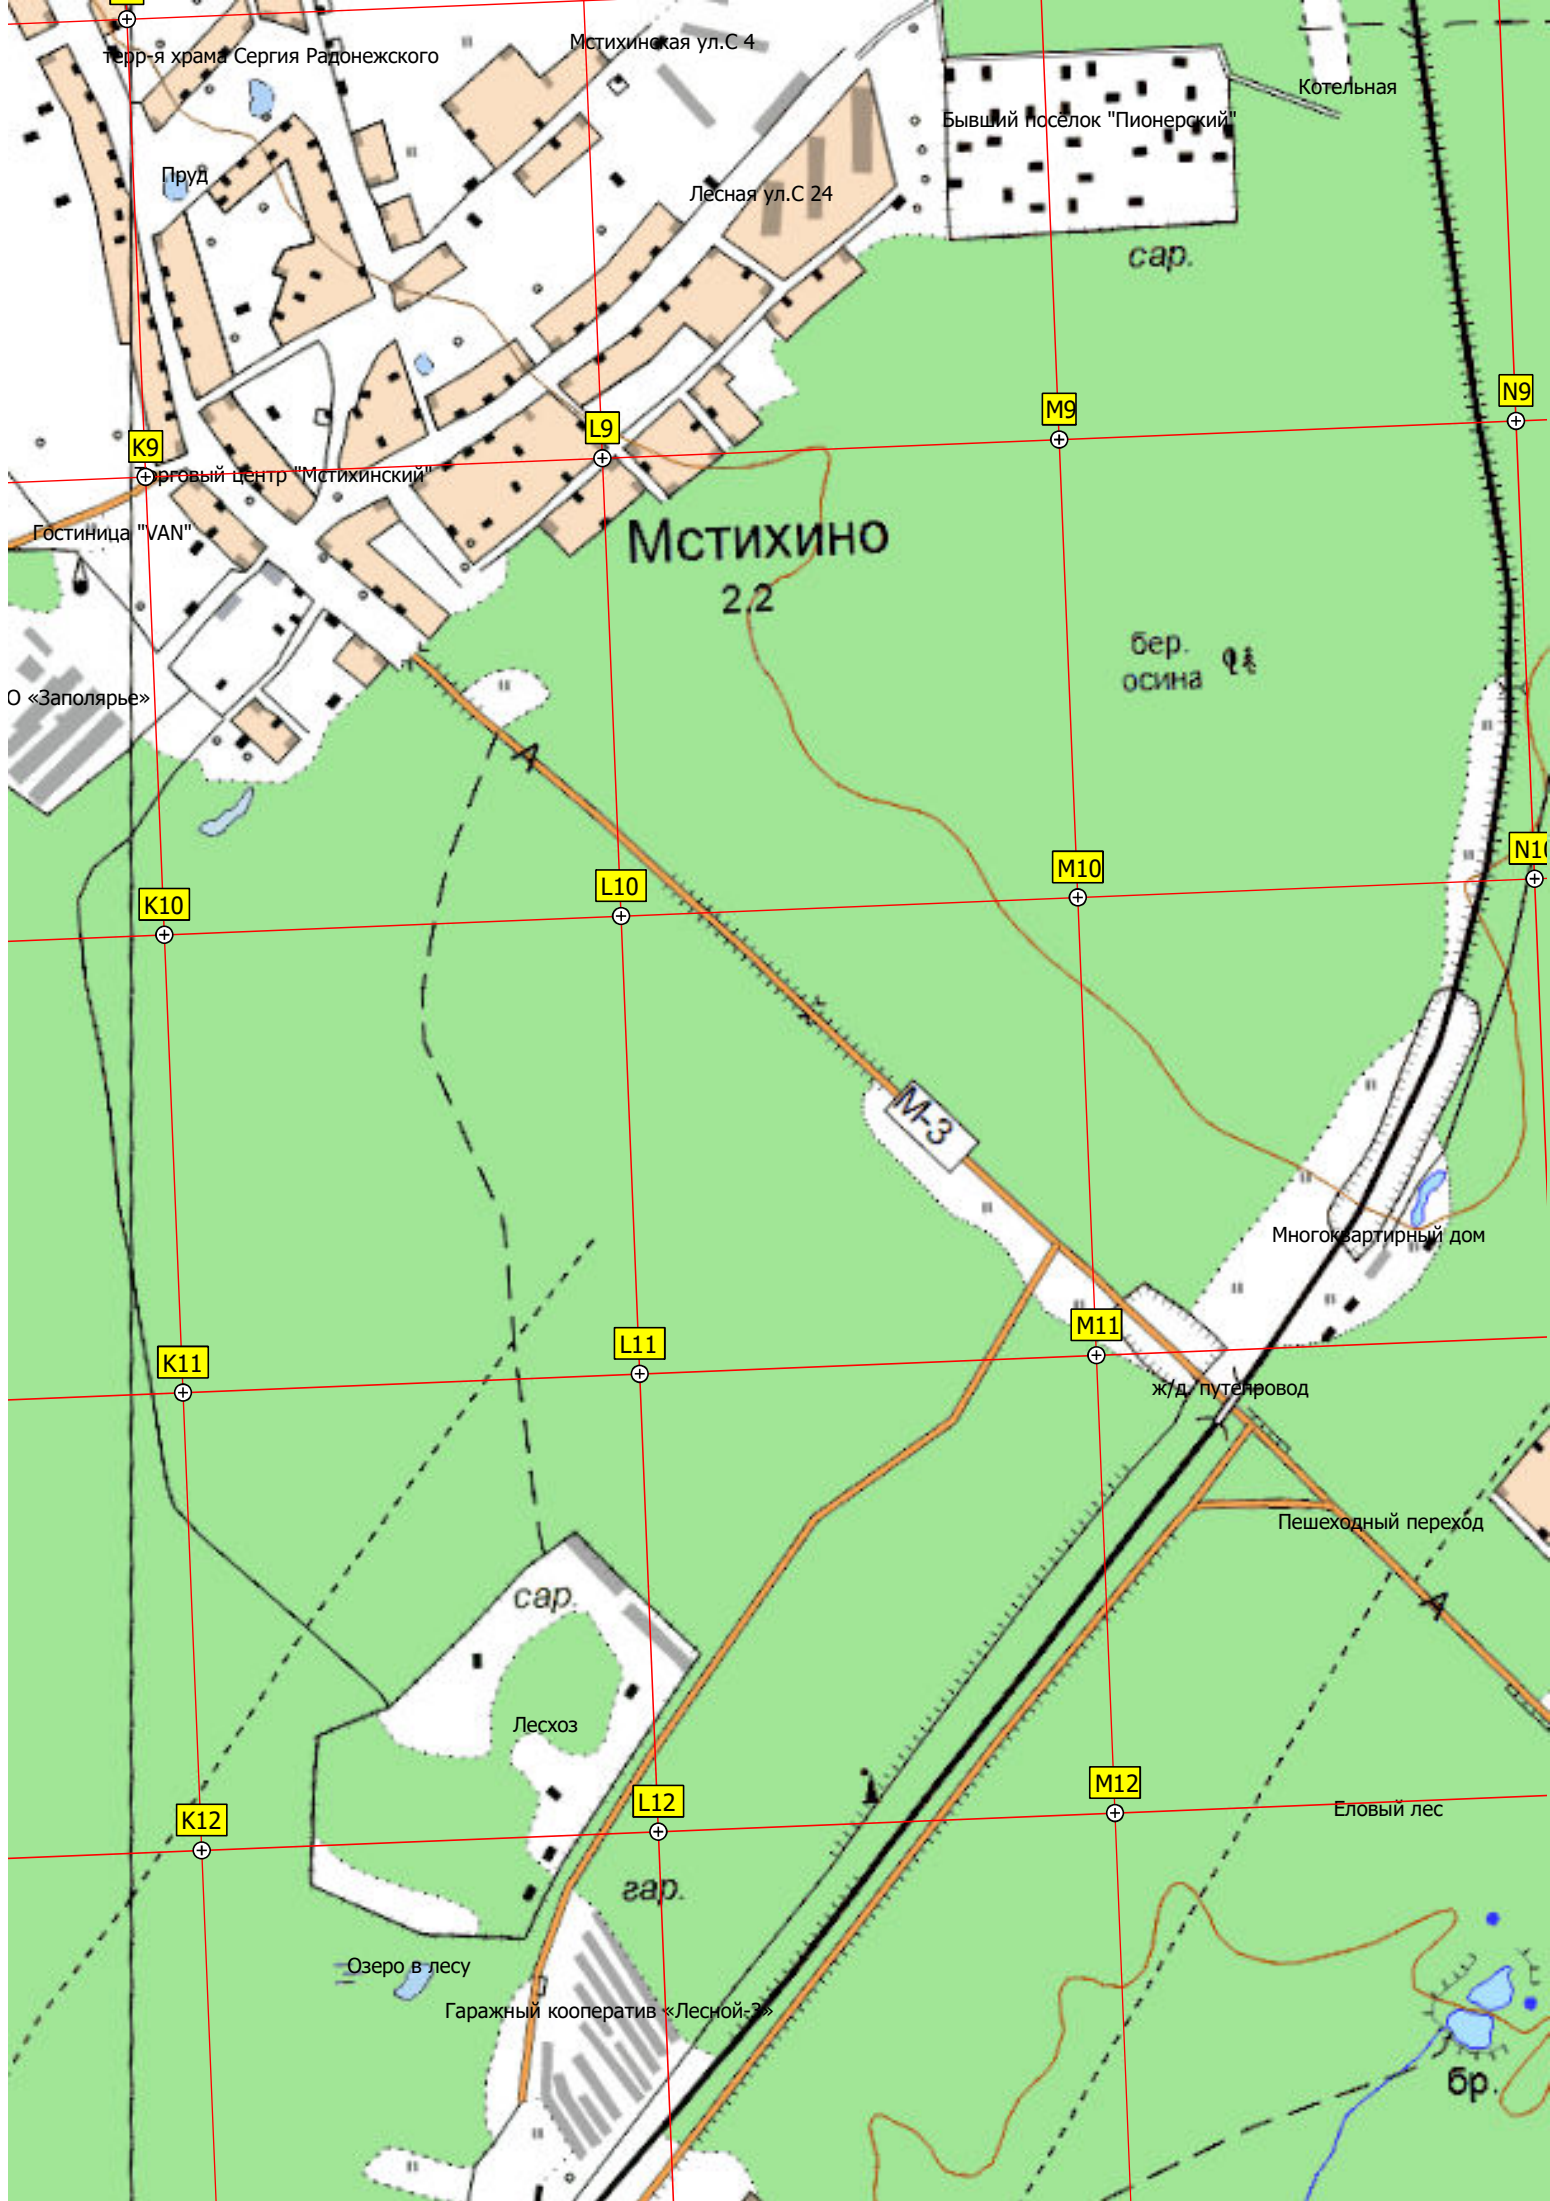 Мстихинская ул.С 4
терр-я храма Сергия Радонежского
Котельная
Бывший поселок "Пионерский"
Пруд
Лесная ул.С 24
сар.
N9
M9
L9
K9
Торговый центр "Мстихинский"
Гостиница "VAN"
Мстихино
2.2
бер.
осина
О «Заполярье»
А
N10
M10
L10
K10
М-3
Многоквартирный дом
M11
L11
K11
ж/д. путепровод
Пешеходный переход
сар.
А
Лесхоз
M12
L12
K12
Еловый лес
гар.
Озеро в лесу
Гаражный кооператив «Лесной-3»
бр.